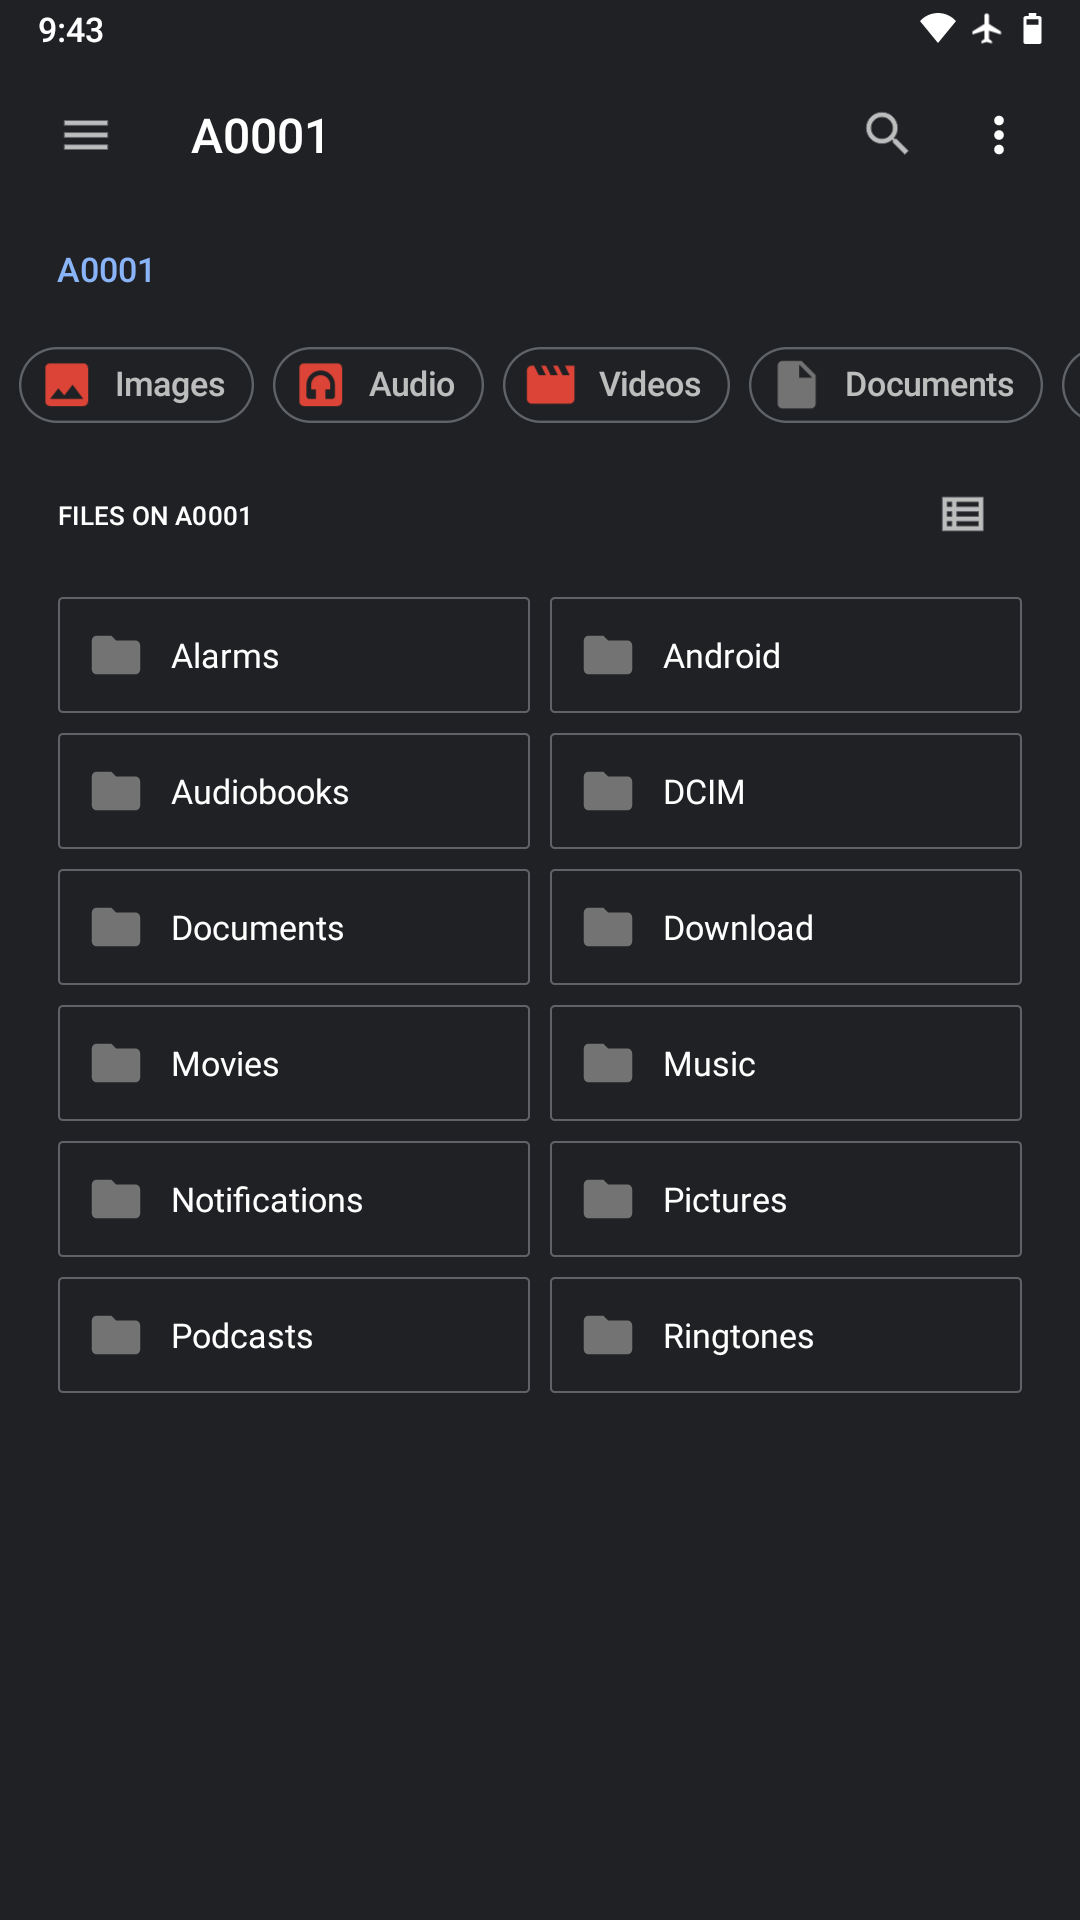 9:43
A0001
A0001
Images Audio Videos Documents
FILES ON A0001
Alarms Android
Audiobooks DCIM
Documents Download
Movies Music
Notifications Pictures
Podcasts Ringtones